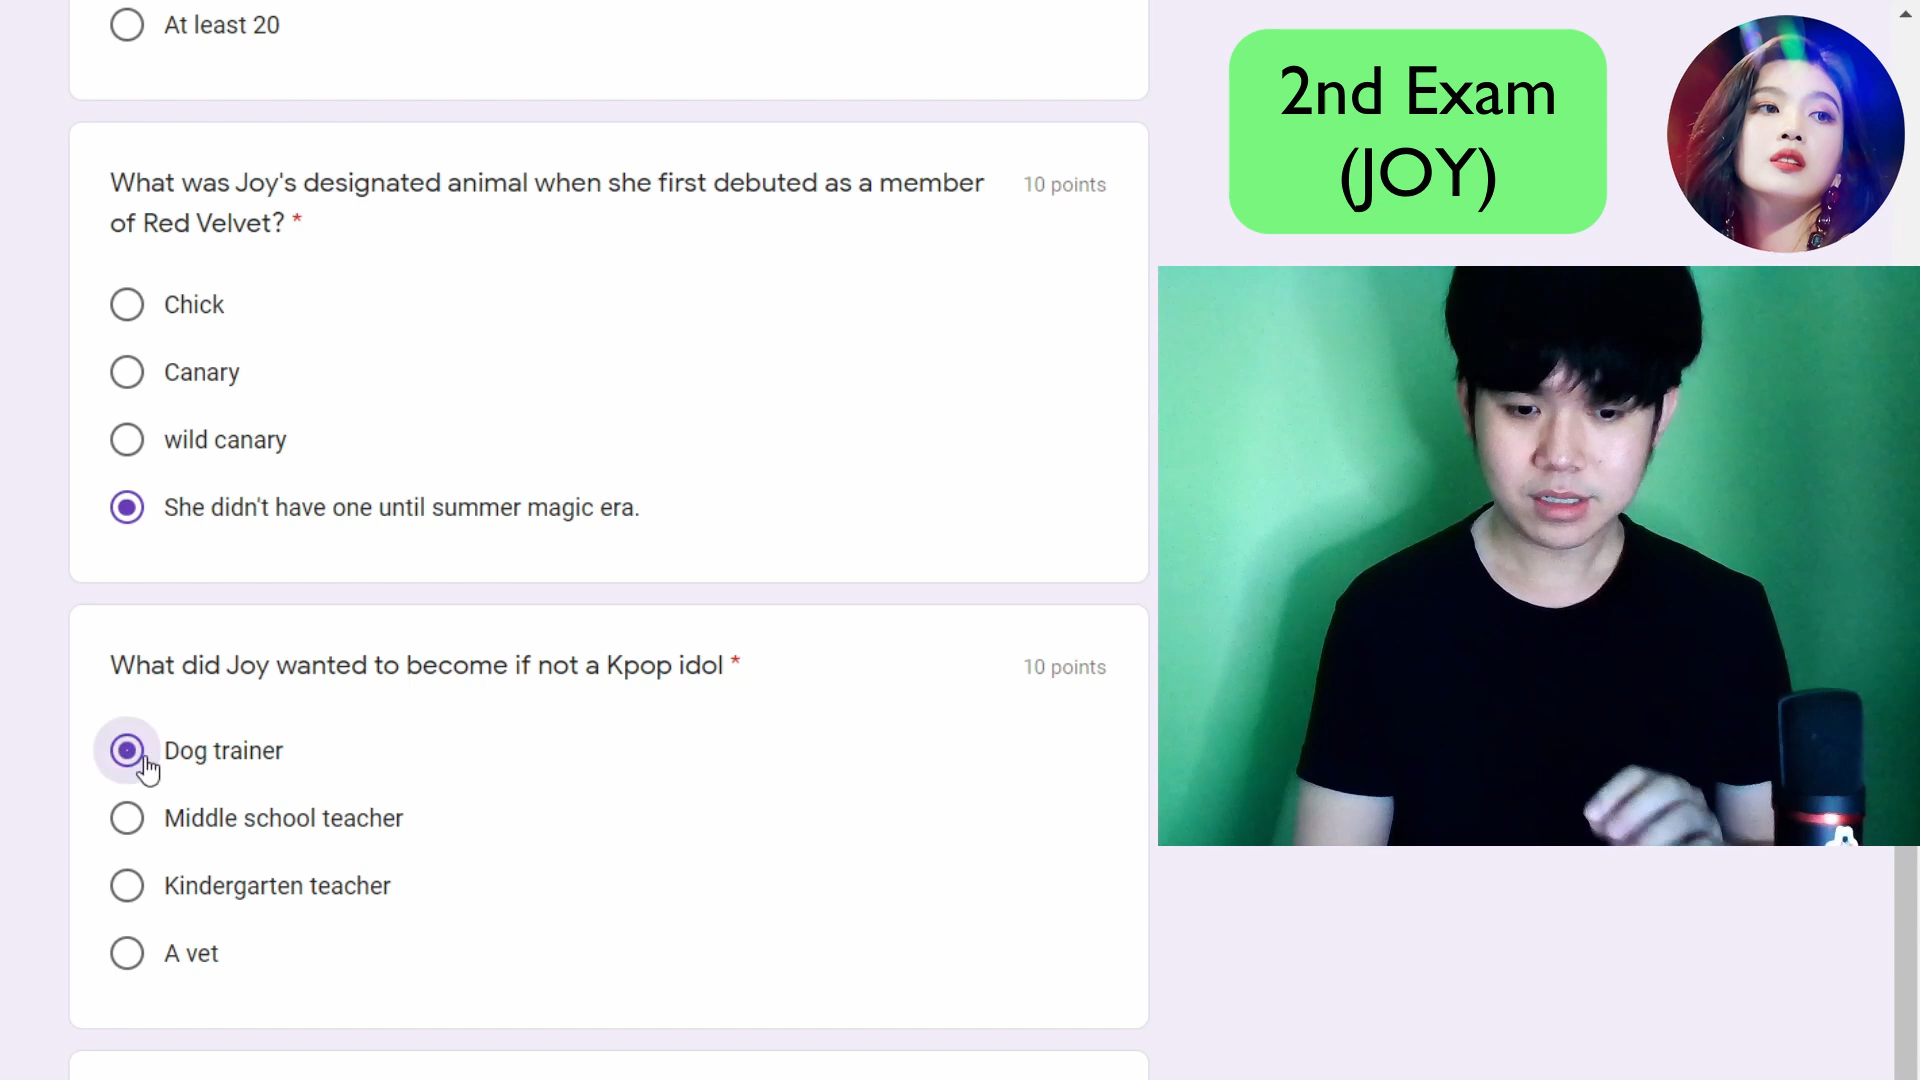 At least 20
2nd Exam
(JOY)
What was Joy's designated animal when she first debuted as a member
of Red Velvet? *
10 points
Chick
Canary
wild canary
She didn't have one until summer magic era.
What did Joy wanted to become if not a Kpop idol *
10 points
Dog trainer
Middle school teacher
Kindergarten teacher
A vet